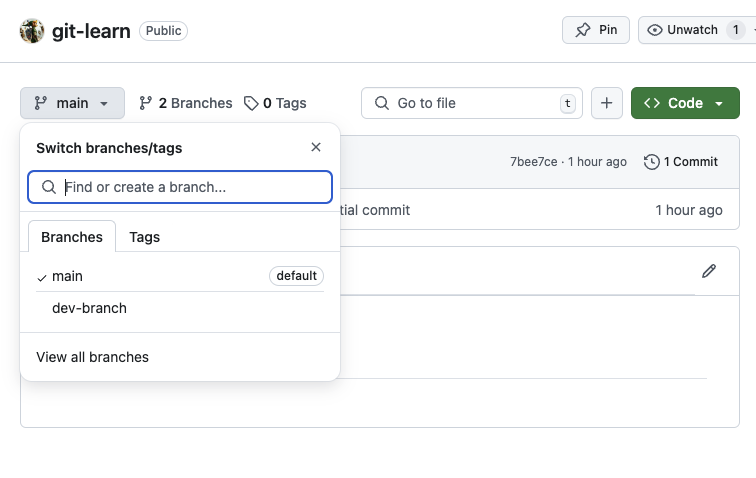 git-learn Public Pin Unwatch 1
main 2 Branches 0 Tags Go to file t + Code
Switch branches/tags
7bee7ce · 1 hour ago 1 Commit
Find or create a branch...
commit 1 hour ago
Branches Tags
main default
dev-branch
View all branches